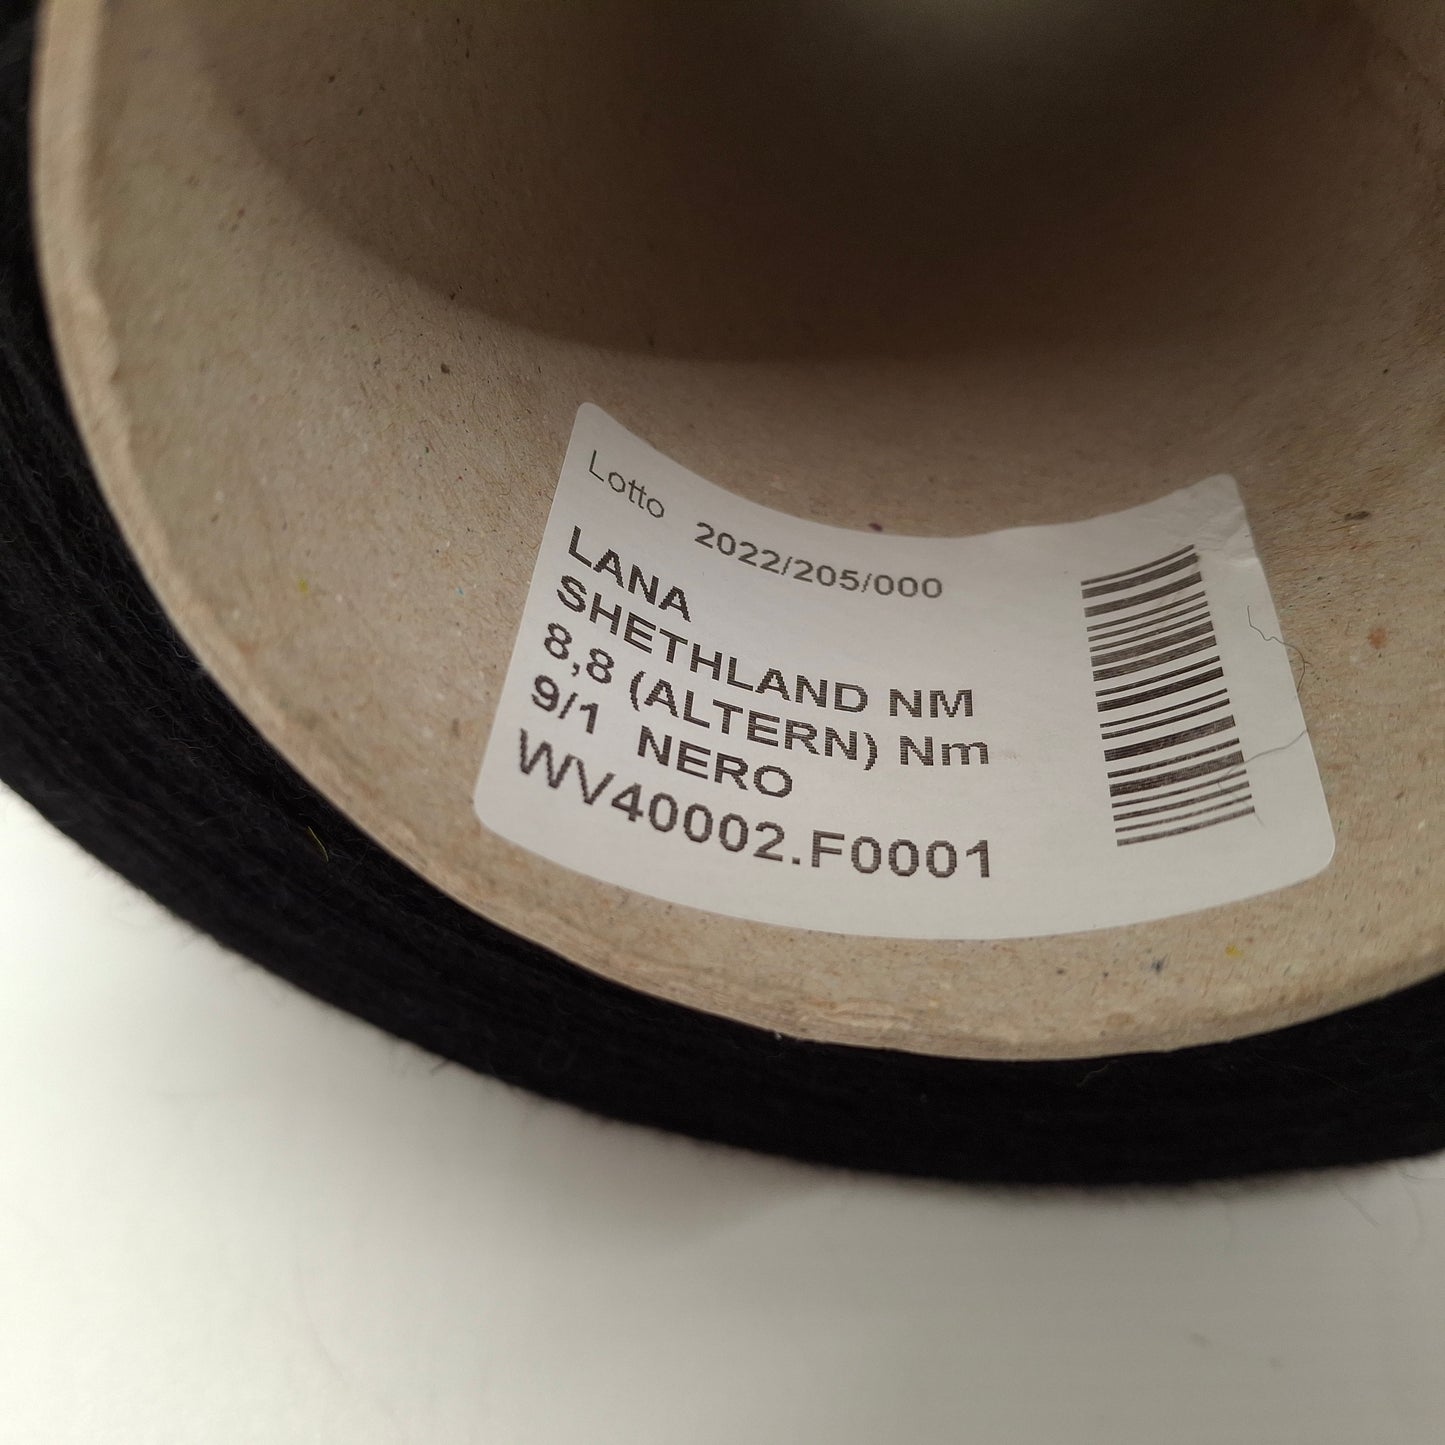 Lotto 2022/205/000
LANA
SHETHLAND NM
8,8 (ALTERN) Nm
9/1 NERO
WV40002.F0001